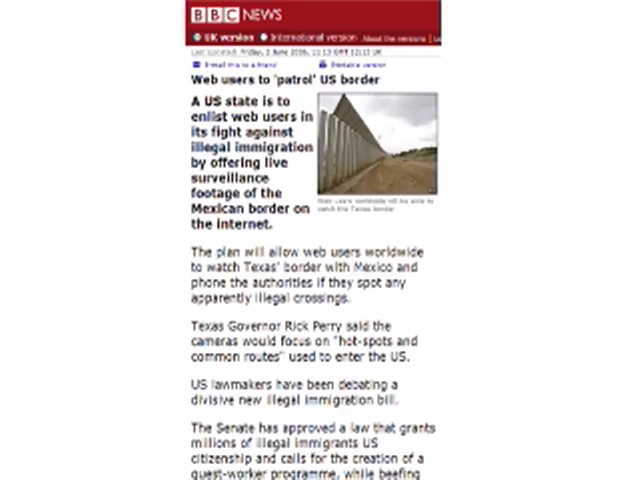 BBC NEWS
UK version International version About the versions
Last Updated: Friday, 2 June 2006, 11:13 GMT 12:13 UK
E-mail this to a friend Printable version
Web users to 'patrol' US border
A US state is to
enlist web users in
its fight against
illegal immigration
by offering live
surveillance
footage of the
Mexican border on
the internet.
Web users worldwide will be able to
watch the Texas border
The plan will allow web users worldwide
to watch Texas' border with Mexico and
phone the authorities if they spot any
apparently illegal crossings.
Texas Governor Rick Perry said the
cameras would focus on "hot-spots and
common routes" used to enter the US.
US lawmakers have been debating a
divisive new illegal immigration bill.
The Senate has approved a law that grants
millions of illegal immigrants US
citizenship and calls for the creation of a
guest-worker programme, while beefing